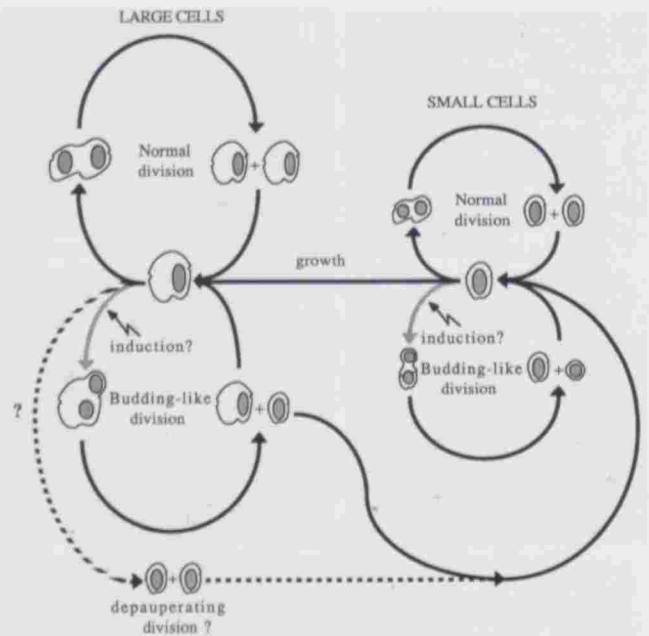 LARGE CELLS
SMALL CELLS
Normal
division
+
Normal
division
+
growth
induction?
induction?
?
Budding-like
division
+
Budding-like
division
+
+
depauperating
division ?